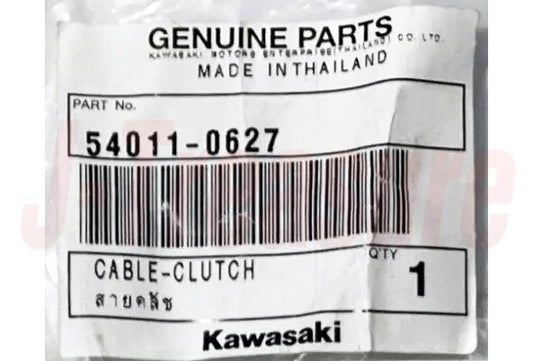 GENUINE PARTS
KAWASAKI MOTORS ENTERPRISE(THAILAND) CO. LTD.
MADE INTHAILAND
PART No.
54011-0627
CABLE-CLUTCH
สายคลัช
Q'TY
1
Kawasaki